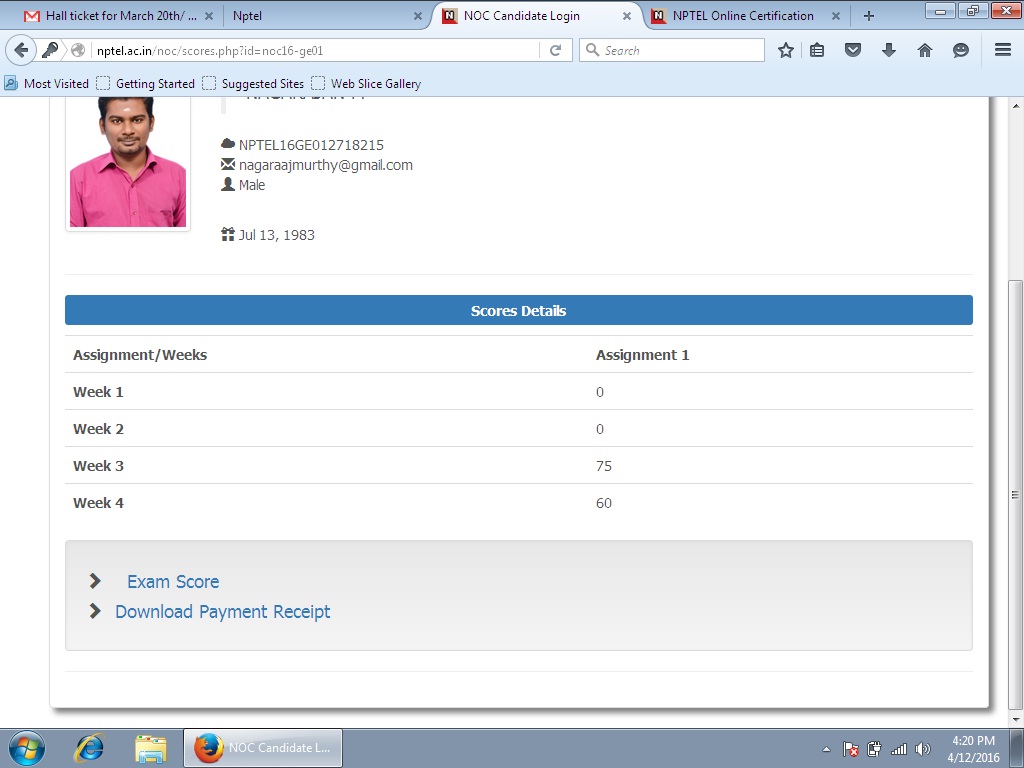 Hall ticket for March 20th/ ...
Nptel
NOC Candidate Login
NPTEL Online Certification
nptel.ac.in/noc/scores.php?id=noc16-ge01
Search
Most Visited
Getting Started
Suggested Sites
Web Slice Gallery
NPTEL16GE012718215
nagaraajmurthy@gmail.com
Male
Jul 13, 1983
Scores Details
Assignment/Weeks Assignment 1
Week 1 0
Week 2 0
Week 3 75
Week 4 60
Exam Score
Download Payment Receipt
NOC Candidate L...
4:20 PM
4/12/2016